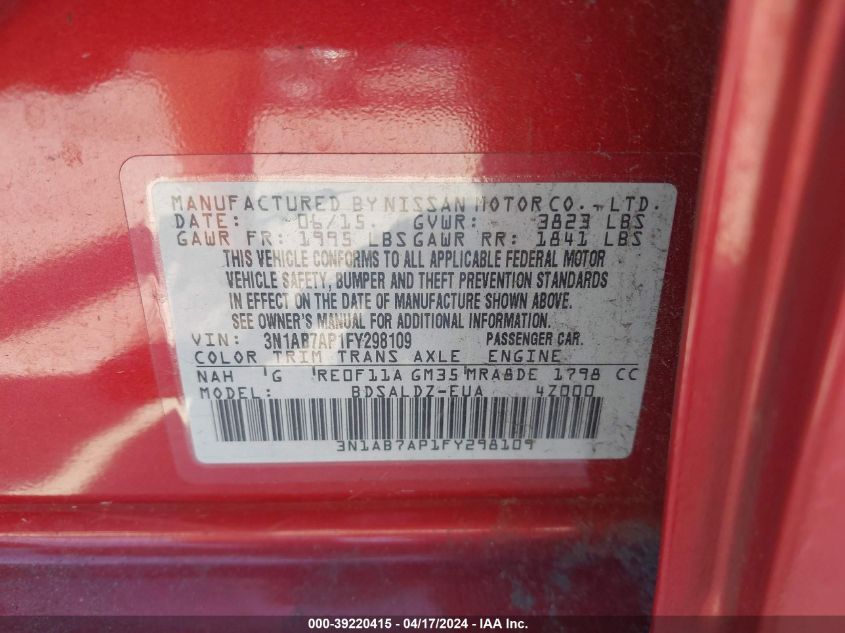 MANUFACTURED BY NISSAN MOTOR CO., LTD.
DATE: 06/15. GVWR: 3823 LBS
GAWR FR: 1995 LBS GAWR RR: 1841 LBS
THIS VEHICLE CONFORMS TO ALL APPLICABLE FEDERAL MOTOR
VEHICLE SAFETY, BUMPER AND THEFT PREVENTION STANDARDS
IN EFFECT ON THE DATE OF MANUFACTURE SHOWN ABOVE.
SEE OWNER'S MANUAL FOR ADDITIONAL INFORMATION.
VIN: 3N1AB7AP1FY298109 PASSENGER CAR.
COLOR TRIM TRANS AXLE ENGINE
NAH G RE0F11A GM35 MRA8DE 1798 CC
MODEL: BDSALDZ-EUA 4Z000
3N1AB7AP1FY298109
000-39220415 - 04/17/2024 - IAAI.com